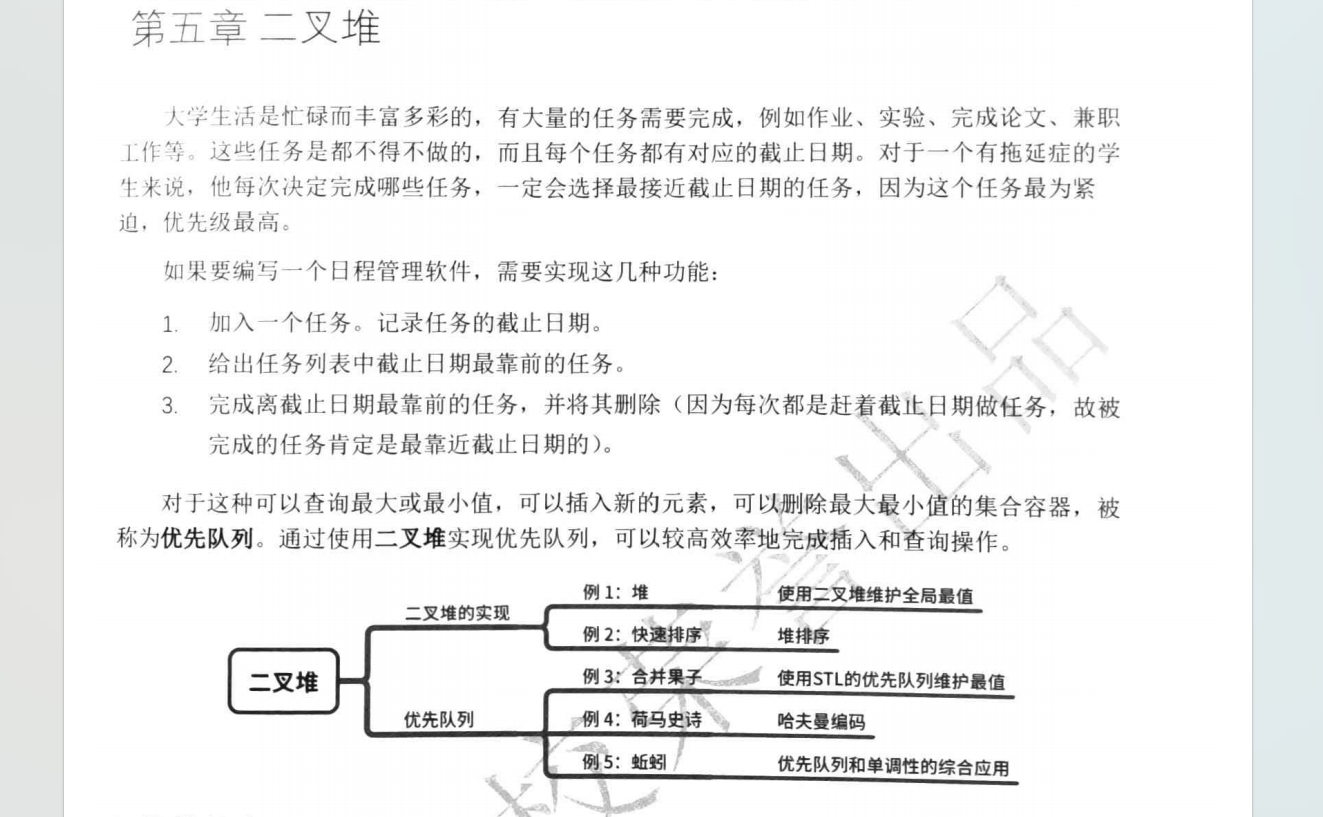 第五章 二叉堆
大学生活是忙碌而丰富多彩的，有大量的任务需要完成，例如作业、实验、完成论文、兼职
工作等。这些任务是都不得不做的，而且每个任务都有对应的截止日期。对于一个有拖延症的学
生来说，他每次决定完成哪些任务，一定会选择最接近截止日期的任务，因为这个任务最为紧
迫，优先级最高。
如果要编写一个日程管理软件，需要实现这几种功能：
1. 加入一个任务。记录任务的截止日期。
2. 给出任务列表中截止日期最靠前的任务。
3. 完成离截止日期最靠前的任务，并将其删除（因为每次都是赶着截止日期做任务，故被
完成的任务肯定是最靠近截止日期的）。
对于这种可以查询最大或最小值，可以插入新的元素，可以删除最大最小值的集合容器，被
称为优先队列。通过使用二叉堆实现优先队列，可以较高效率地完成插入和查询操作。
二叉堆
二叉堆的实现
例 1：堆 使用二叉堆维护全局最值
例 2：快速排序 堆排序
优先队列
例 3：合并果子 使用STL的优先队列维护最值
例 4：荷马史诗 哈夫曼编码
例 5：蚯蚓 优先队列和单调性的综合应用
荣誉出品